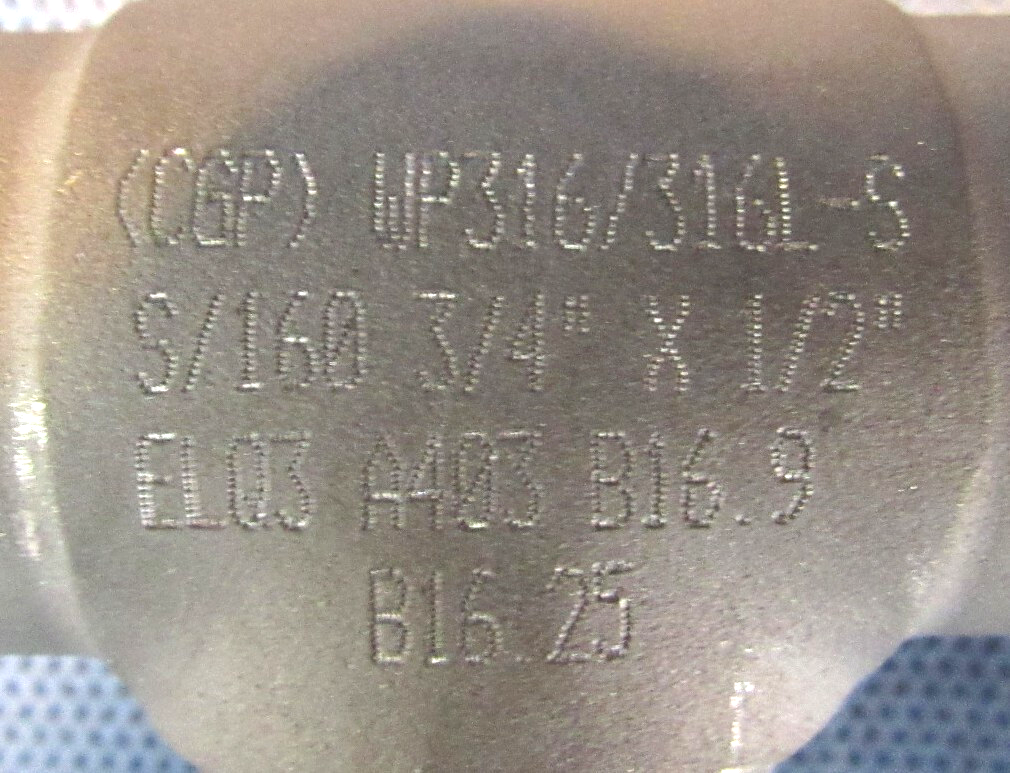 (CGP) WP316/316L-S
S/160 3/4" X 1/2"
EL03 A403 B16.9
B16.25